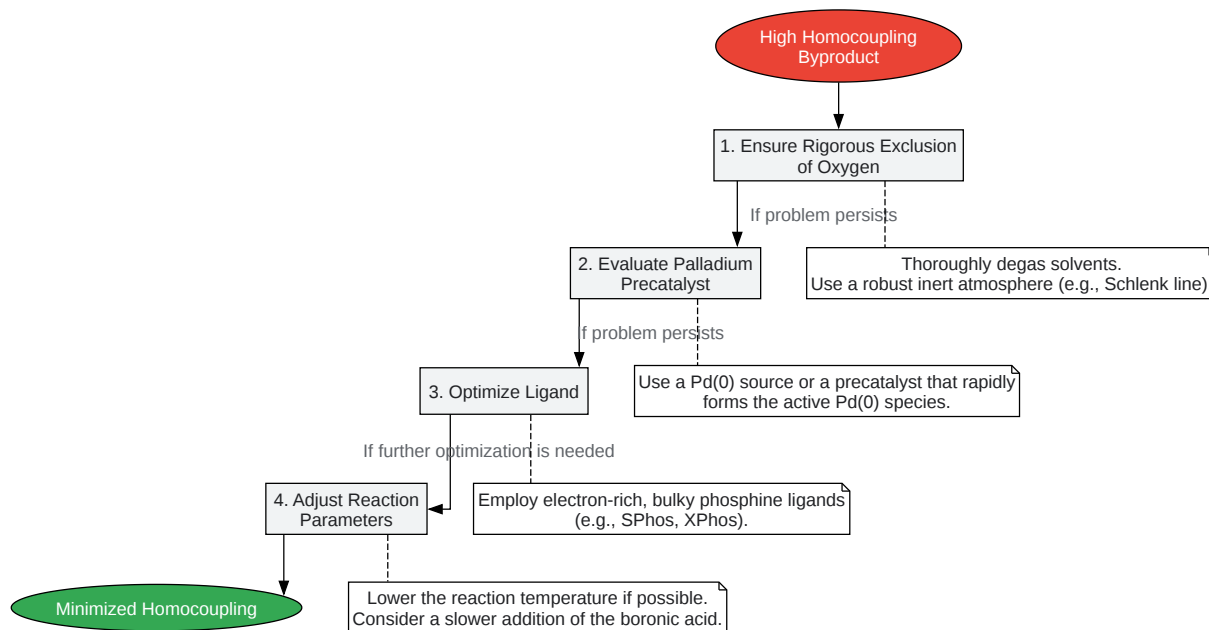 High Homocoupling
Byproduct
1. Ensure Rigorous Exclusion
of Oxygen
If problem persists
2. Evaluate Palladium
Precatalyst
Thoroughly degas solvents.
Use a robust inert atmosphere (e.g., Schlenk line)
If problem persists
3. Optimize Ligand
Use a Pd(0) source or a precatalyst that rapidly
forms the active Pd(0) species.
If further optimization is needed
4. Adjust Reaction
Parameters
Employ electron-rich, bulky phosphine ligands
(e.g., SPhos, XPhos).
Minimized Homocoupling
Lower the reaction temperature if possible.
Consider a slower addition of the boronic acid.